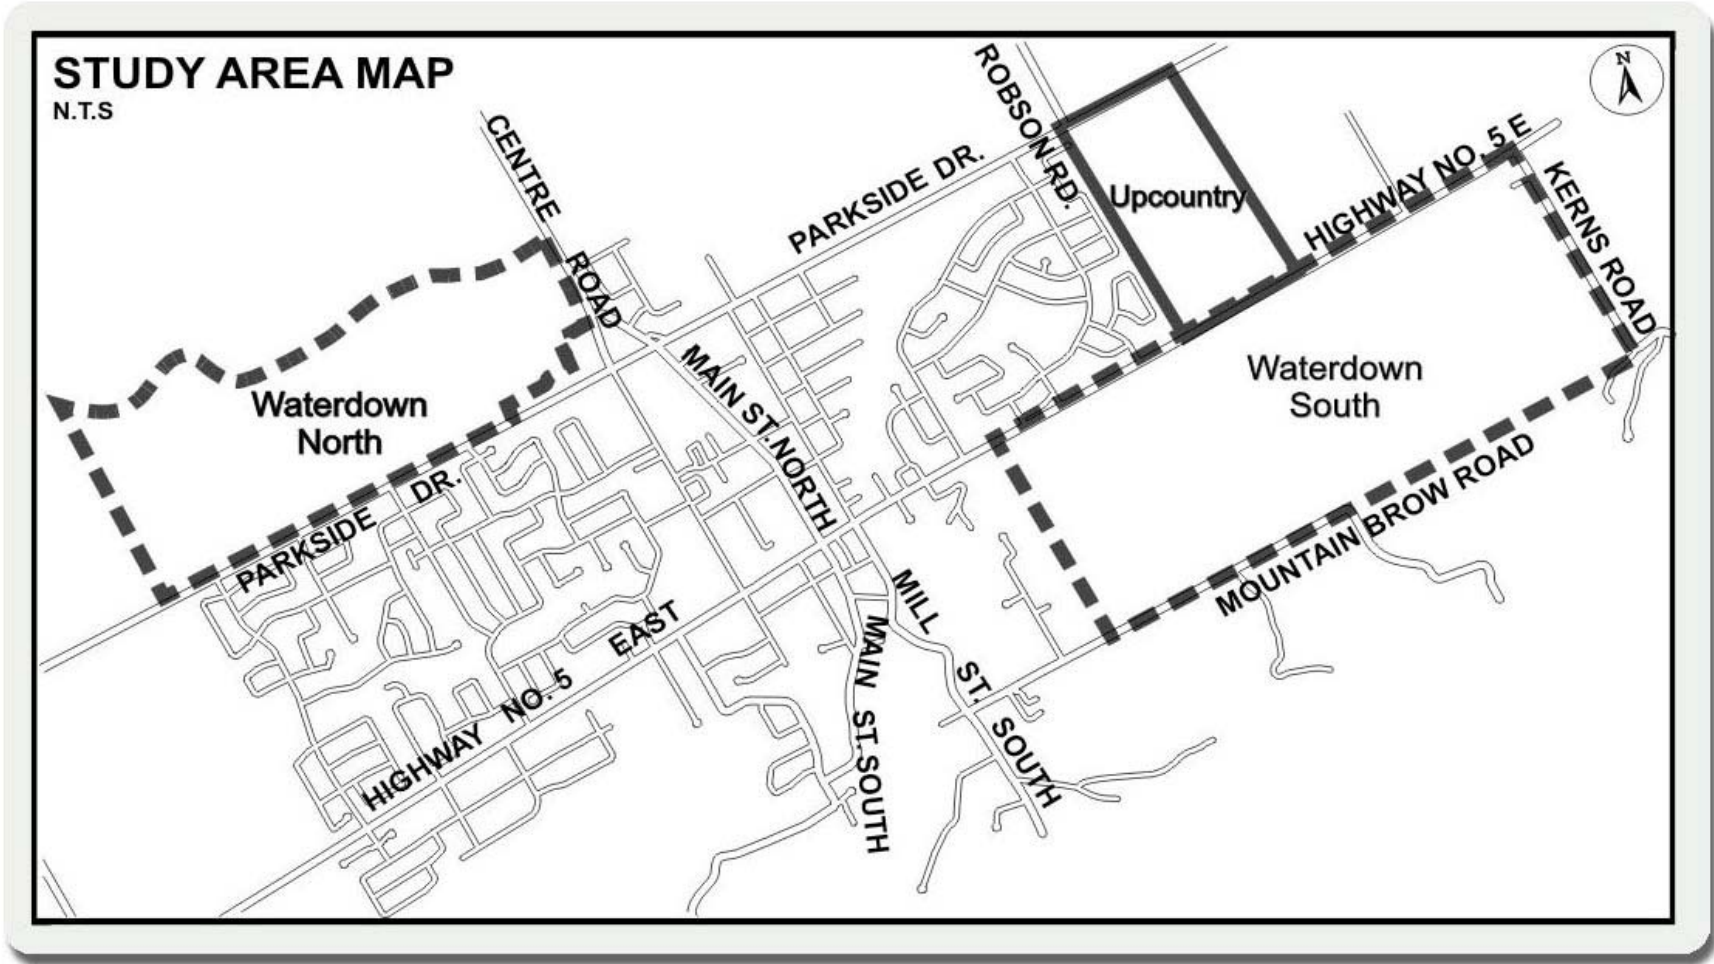 STUDY AREA MAP
N.T.S
N
CENTRE
ROAD
ROBSON RD.
PARKSIDE DR.
Upcountry
HIGHWAY NO. 5 E
KERNS ROAD
Waterdown
North
MAIN ST. NORTH
Waterdown
South
PARKSIDE DR.
MOUNTAIN BROW ROAD
HIGHWAY NO. 5 EAST
MILL ST. SOUTH
MAIN ST. SOUTH